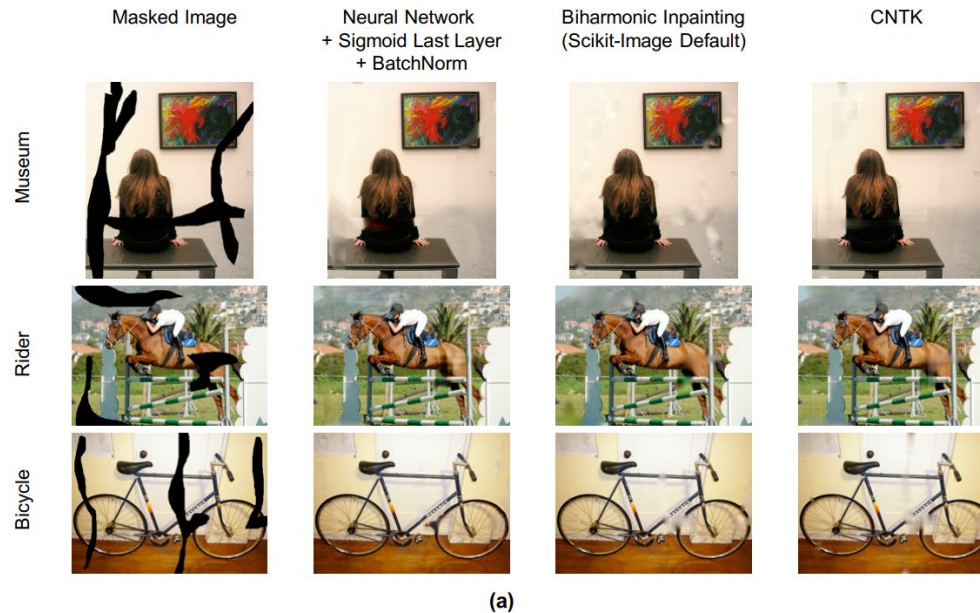 Masked Image
Neural Network
+ Sigmoid Last Layer
+ BatchNorm
Biharmonic Inpainting
(Scikit-Image Default)
CNTK
Museum
Rider
Bicycle
(a)